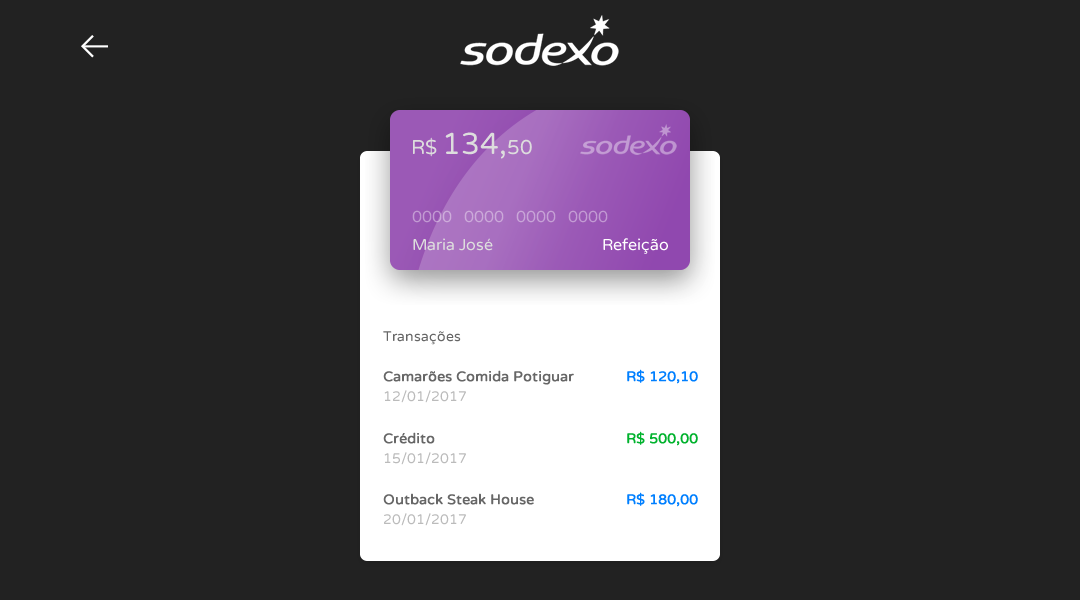 sodexo
R$ 134,50
sodexo
0000 0000 0000 0000
Maria José
Refeição
Transações
Camarões Comida Potiguar
R$ 120,10
12/01/2017
Crédito
R$ 500,00
15/01/2017
Outback Steak House
R$ 180,00
20/01/2017